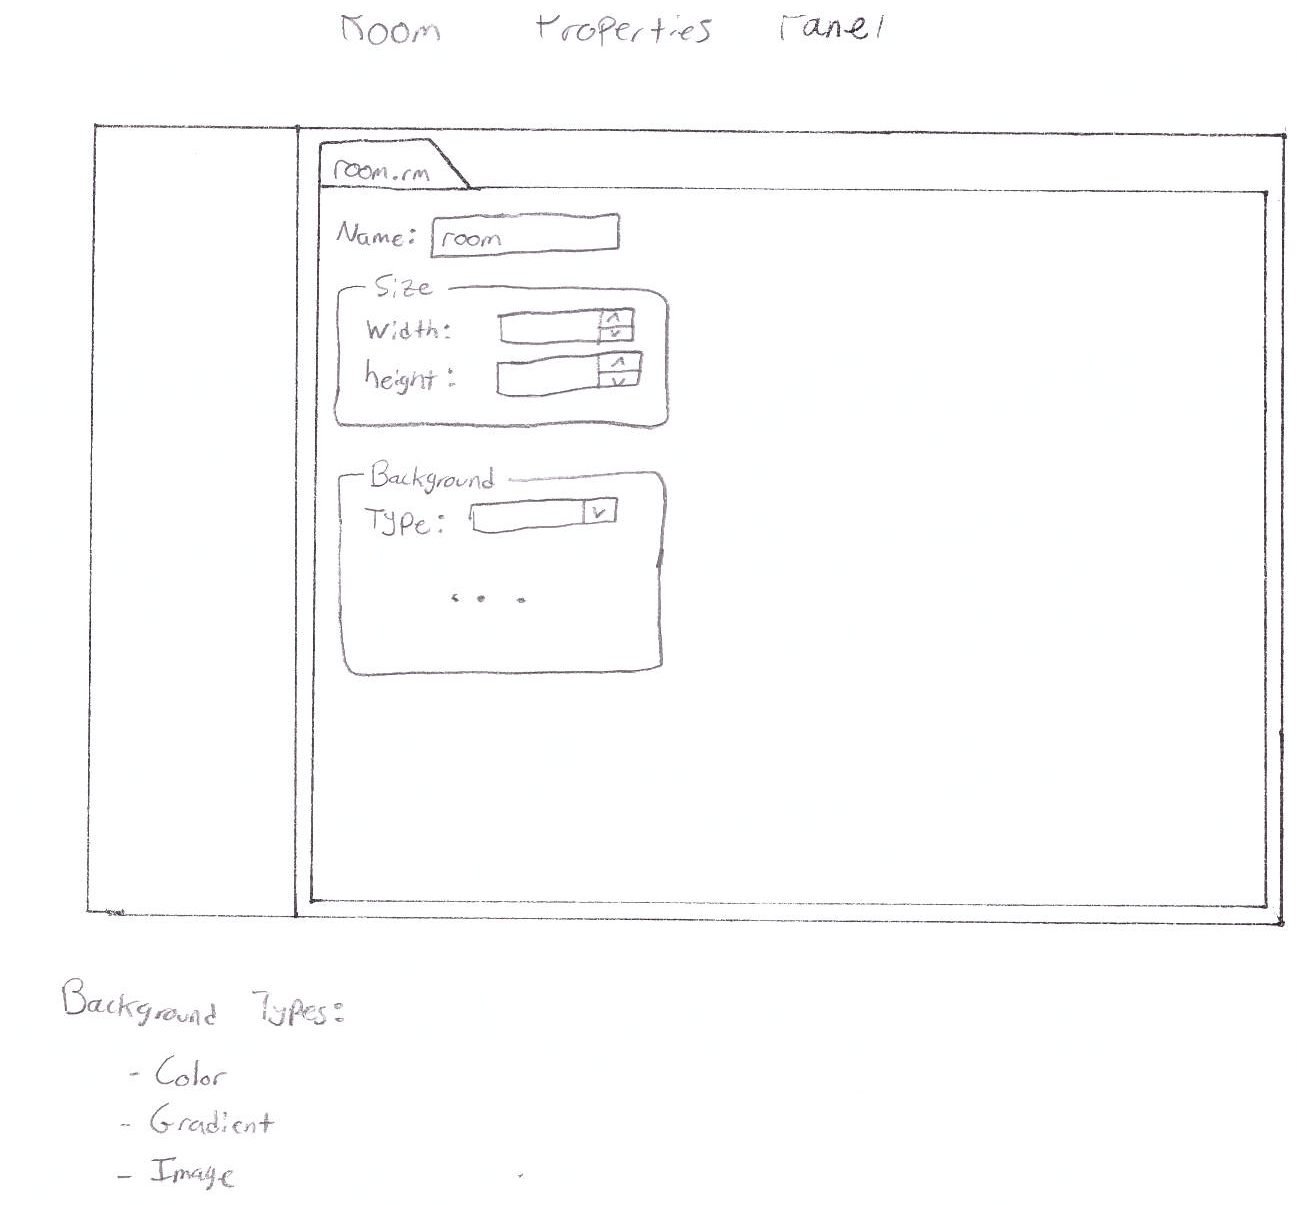 Room Properties Panel
room.rm
Name: room
Size
Width:
height:
Background
Type:
...
Background Types:
- Color
- Gradient
- Image